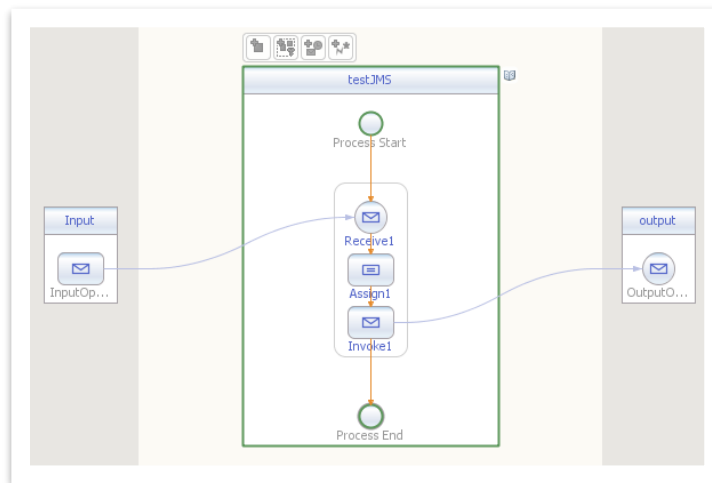 testJMS
Process Start
Input
InputOp...
Receive1
Assign1
Invoke1
output
OutputO...
Process End